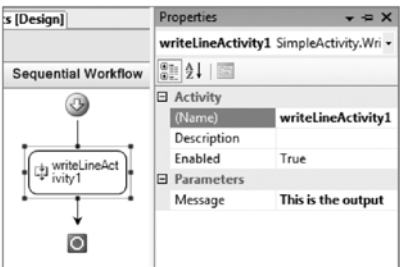 ts [Design]
Sequential Workflow
writeLineAct
ivity1
Properties
writeLineActivity1 SimpleActivity.Wri
Activity
(Name) writeLineActivity1
Description
Enabled True
Parameters
Message This is the output